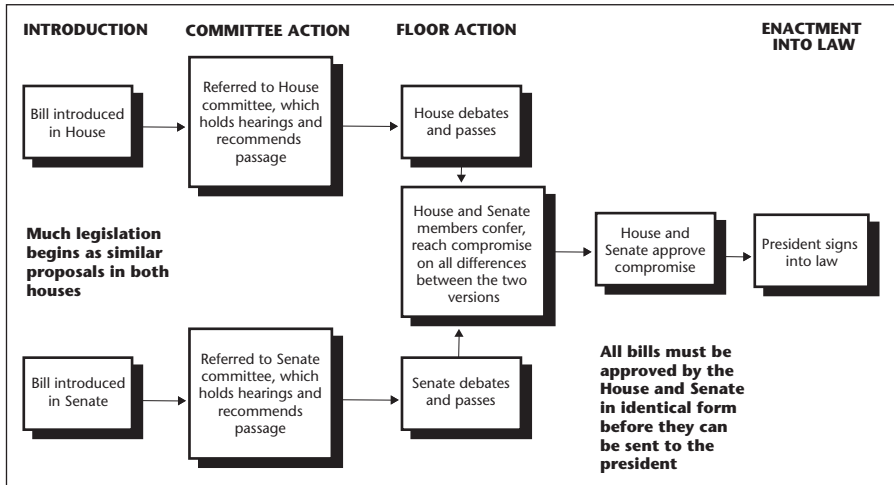 INTRODUCTION
COMMITTEE ACTION
FLOOR ACTION
ENACTMENT
INTO LAW
Bill introduced
in House
Referred to House
committee, which
holds hearings and
recommends
passage
House debates
and passes
Much legislation
begins as similar
proposals in both
houses
House and Senate
members confer,
reach compromise
on all differences
between the two
versions
House and
Senate approve
compromise
President signs
into law
Bill introduced
in Senate
Referred to Senate
committee, which
holds hearings and
recommends
passage
Senate debates
and passes
All bills must be
approved by the
House and Senate
in identical form
before they can
be sent to the
president